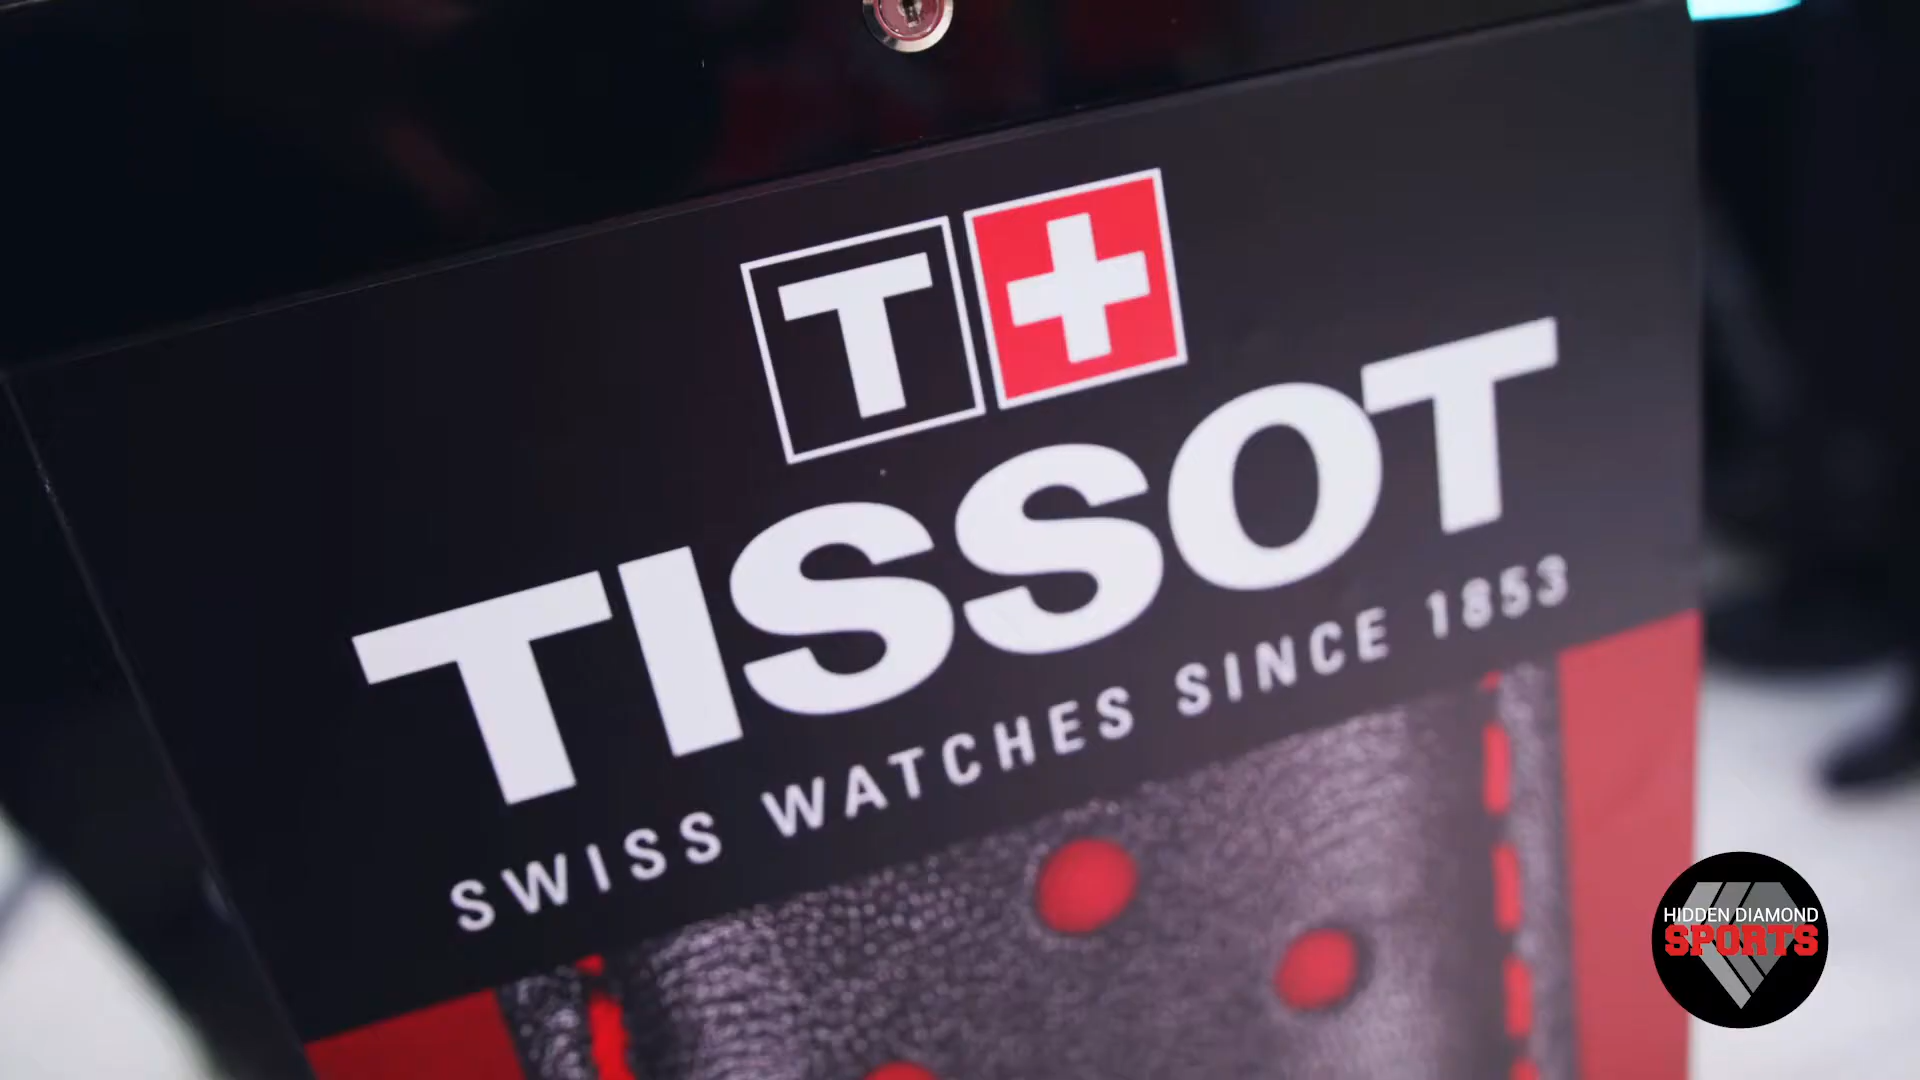 T+
TISSOT
SWISS WATCHES SINCE 1853
HIDDEN DIAMOND
SPORTS